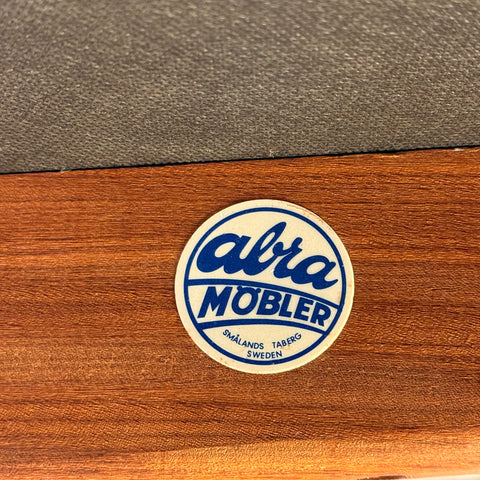 abra
MÖBLER
SMÅLANDS TABERG
SWEDEN